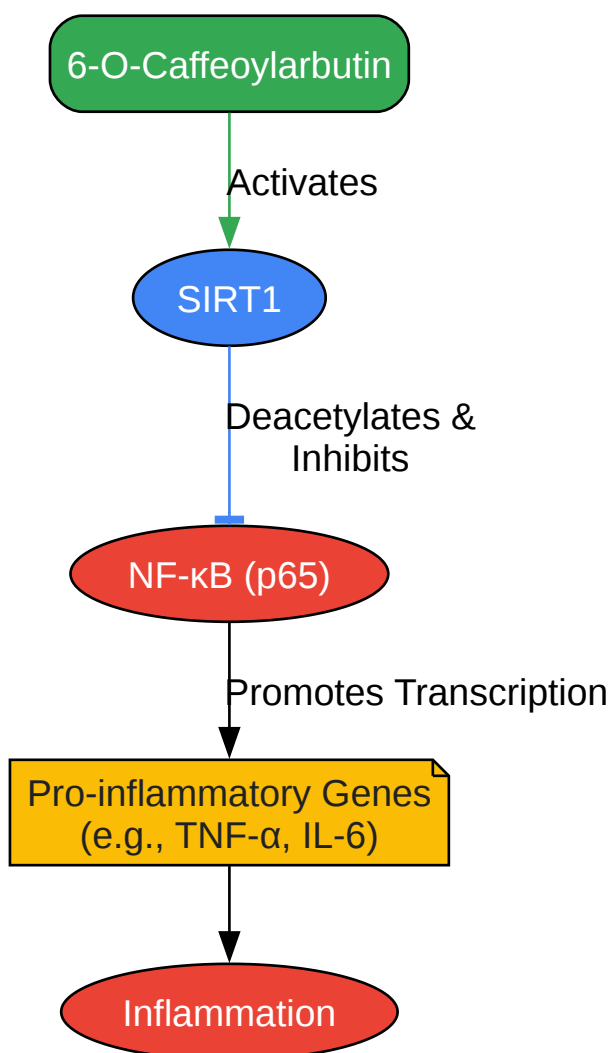 6-O-Caffeoylarbutin
Activates
SIRT1
Deacetylates &
Inhibits
NF-κB (p65)
Promotes Transcription
Pro-inflammatory Genes
(e.g., TNF-α, IL-6)
Inflammation